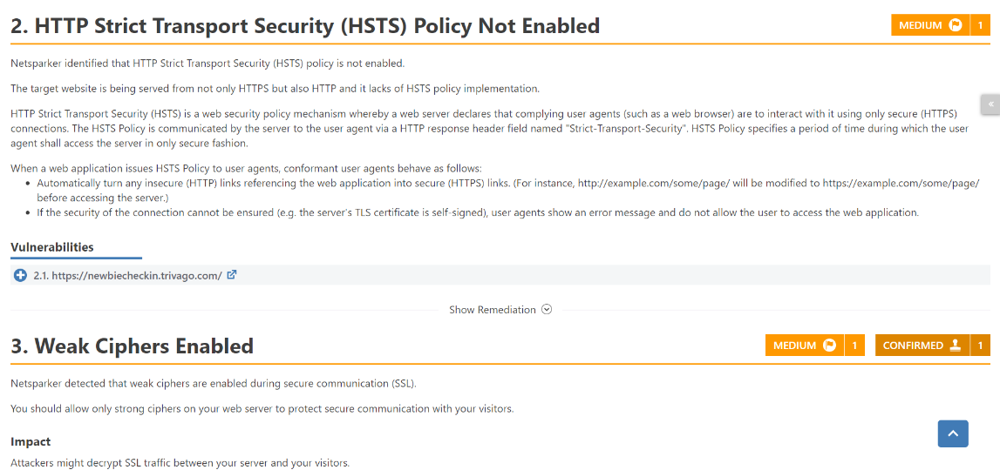 2. HTTP Strict Transport Security (HSTS) Policy Not Enabled
MEDIUM 1
Netsparker identified that HTTP Strict Transport Security (HSTS) policy is not enabled.
The target website is being served from not only HTTPS but also HTTP and it lacks of HSTS policy implementation.
HTTP Strict Transport Security (HSTS) is a web security policy mechanism whereby a web server declares that complying user agents (such as a web browser) are to interact with it using only secure (HTTPS)
connections. The HSTS Policy is communicated by the server to the user agent via a HTTP response header field named "Strict-Transport-Security". HSTS Policy specifies a period of time during which the user
agent shall access the server in only secure fashion.
When a web application issues HSTS Policy to user agents, conformant user agents behave as follows:
• Automatically turn any insecure (HTTP) links referencing the web application into secure (HTTPS) links. (For instance, http://example.com/some/page/ will be modified to https://example.com/some/page/
before accessing the server.)
• If the security of the connection cannot be ensured (e.g. the server's TLS certificate is self-signed), user agents show an error message and do not allow the user to access the web application.
Vulnerabilities
2.1. https://newbiecheckin.trivago.com/
Show Remediation
3. Weak Ciphers Enabled
MEDIUM 1
CONFIRMED 1
Netsparker detected that weak ciphers are enabled during secure communication (SSL).
You should allow only strong ciphers on your web server to protect secure communication with your visitors.
Impact
Attackers might decrypt SSL traffic between your server and your visitors.